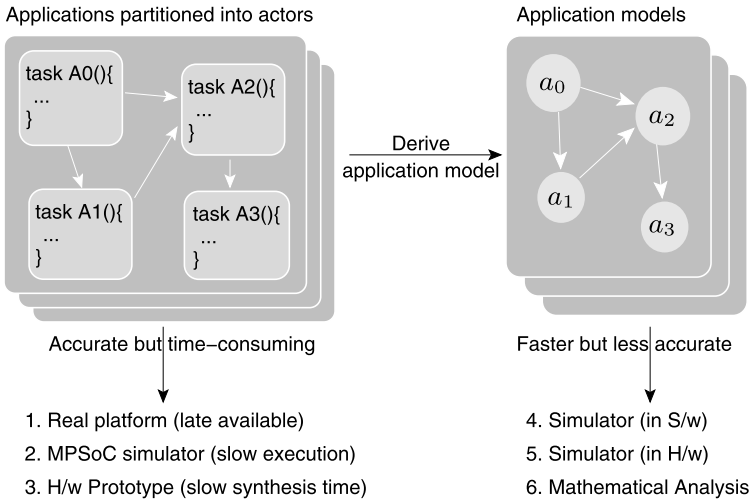 Applications partitioned into actors
task A0(){
...
}
task A2(){
...
}
task A1(){
...
}
task A3(){
...
}
Derive
application model
Application models
a0
a2
a1
a3
Accurate but time-consuming
1. Real platform (late available)
2. MPSoC simulator (slow execution)
3. H/w Prototype (slow synthesis time)
Faster but less accurate
4. Simulator (in S/w)
5. Simulator (in H/w)
6. Mathematical Analysis